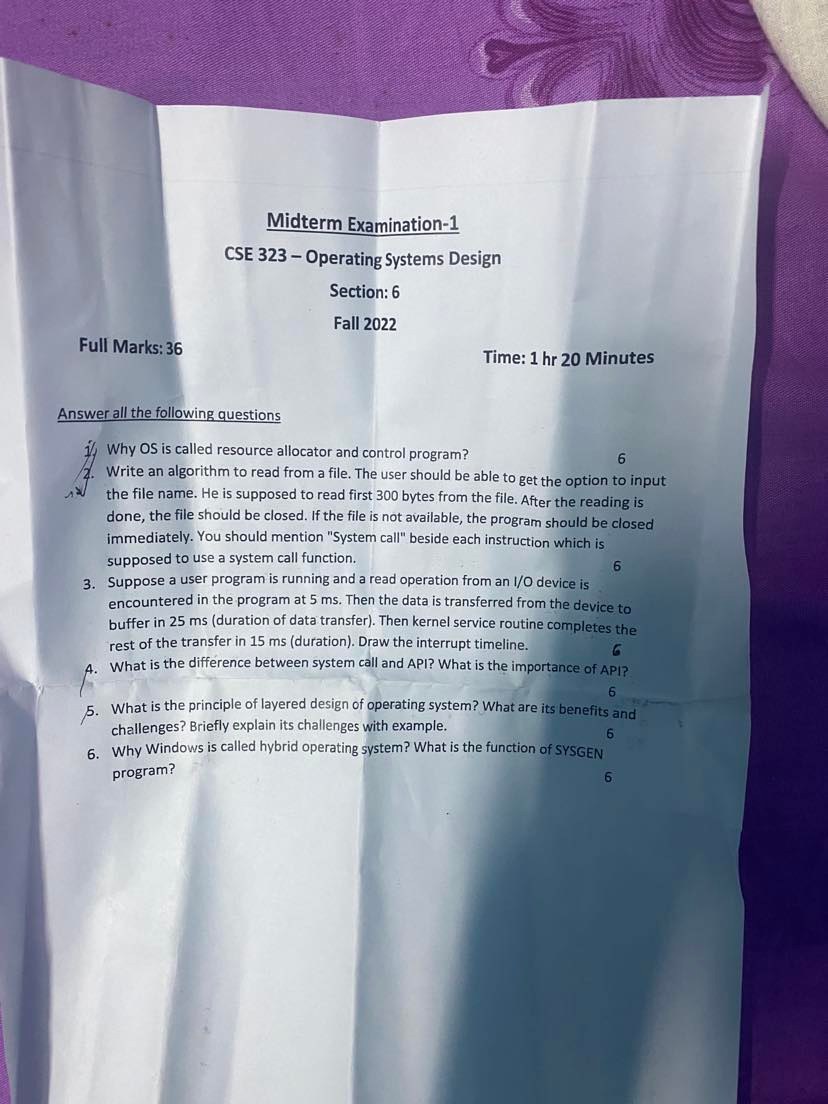 Midterm Examination-1
CSE 323 – Operating Systems Design
Section: 6
Fall 2022
Full Marks: 36
Time: 1 hr 20 Minutes
Answer all the following questions
1. Why OS is called resource allocator and control program? 6
2. Write an algorithm to read from a file. The user should be able to get the option to input
the file name. He is supposed to read first 300 bytes from the file. After the reading is
done, the file should be closed. If the file is not available, the program should be closed
immediately. You should mention "System call" beside each instruction which is
supposed to use a system call function. 6
3. Suppose a user program is running and a read operation from an I/O device is
encountered in the program at 5 ms. Then the data is transferred from the device to
buffer in 25 ms (duration of data transfer). Then kernel service routine completes the
rest of the transfer in 15 ms (duration). Draw the interrupt timeline. 6
4. What is the difference between system call and API? What is the importance of API?
6
5. What is the principle of layered design of operating system? What are its benefits and
challenges? Briefly explain its challenges with example. 6
6. Why Windows is called hybrid operating system? What is the function of SYSGEN
program? 6